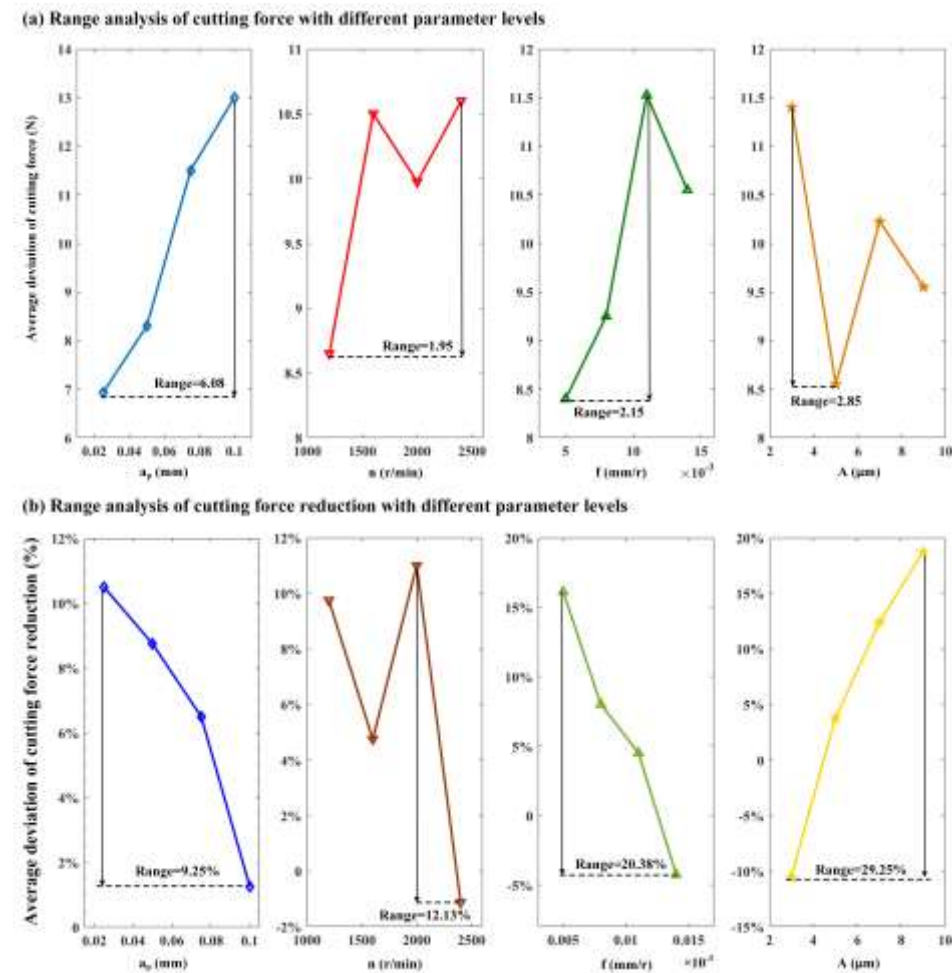 (a) Range analysis of cutting force with different parameter levels
Average deviation of cutting force (N)
14
13
12
11
10
9
8
7
6
Range=6.08
0.02 0.04 0.06 0.08 0.1
aₚ (mm)
11
10.5
10
9.5
9
8.5
8
Range=1.95
1000 1500 2000 2500
n (r/min)
12
11.5
11
10.5
10
9.5
9
8.5
8
Range=2.15
5 10 15
f (mm/r) ×10⁻³
12
11.5
11
10.5
10
9.5
9
8.5
8
Range=2.85
2 4 6 8 10
A (μm)
(b) Range analysis of cutting force reduction with different parameter levels
Average deviation of cutting force reduction (%)
12%
10%
8%
6%
4%
2%
0
Range=9.25%
0.02 0.04 0.06 0.08 0.1
aₚ (mm)
12%
10%
8%
6%
4%
2%
0
-2%
Range=12.13%
1000 1500 2000 2500
n (r/min)
20%
15%
10%
5%
0
-5%
Range=20.38%
0.005 0.01 0.015
f (mm/r)
20%
15%
10%
5%
0
-5%
-10%
-15%
Range=29.25%
2 4 6 8 10
A (μm)